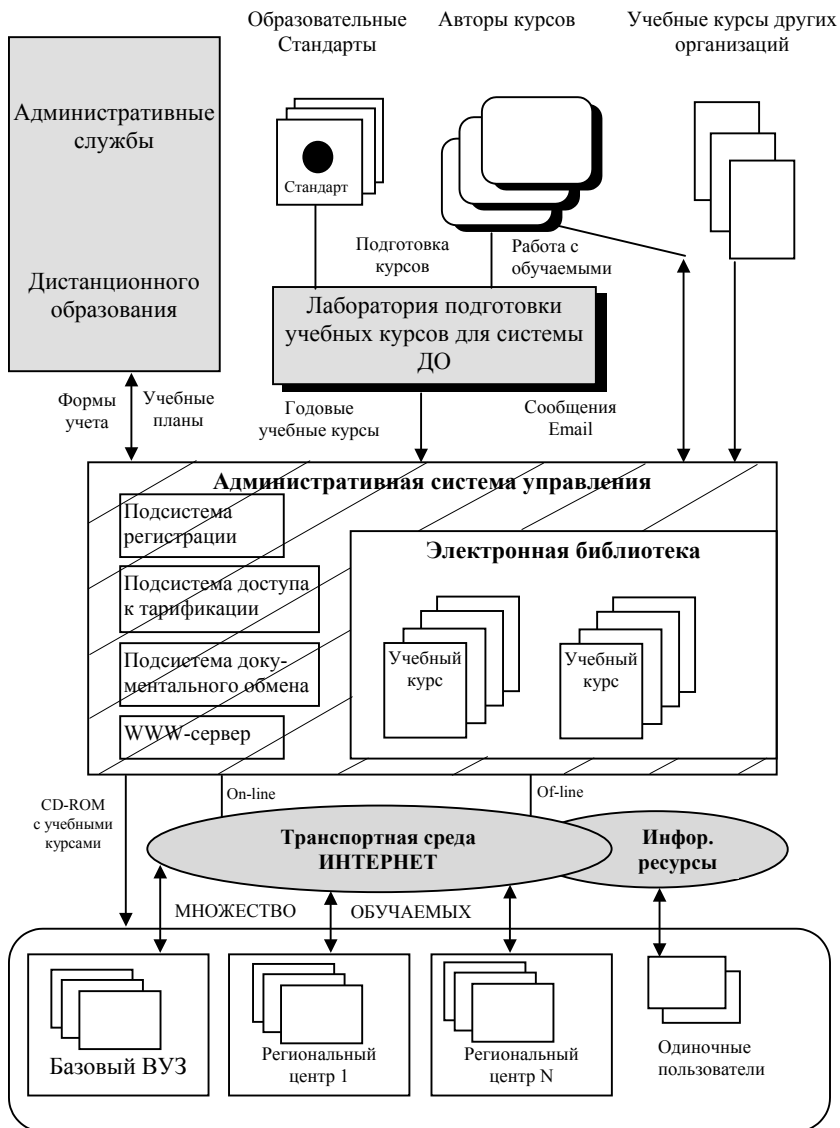 Образовательные
Стандарты
Авторы курсов
Учебные курсы других
организаций
Административные
службы
Дистанционного
образования
Стандарт
Подготовка
курсов
Работа с
обучаемыми
Лаборатория подготовки
учебных курсов для системы
ДО
Формы
учета
Учебные
планы
Годовые
учебные курсы
Сообщения
Email
Административная система управления
Подсистема
регистрации
Подсистема доступа
к тарификации
Подсистема доку-
ментального обмена
WWW-сервер
Электронная библиотека
Учебный
курс
Учебный
курс
CD-ROM
с учебными
курсами
On-line
Of-line
Транспортная среда
ИНТЕРНЕТ
Инфор.
ресурсы
МНОЖЕСТВО ОБУЧАЕМЫХ
Базовый ВУЗ
Региональный
центр 1
Региональный
центр N
Одиночные
пользователи